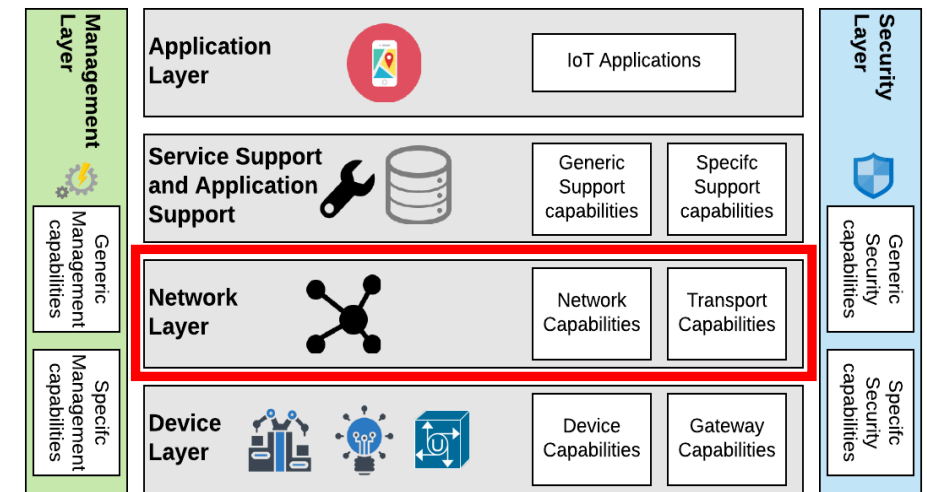 Management
Layer
Generic
Management
capabilities
Specifc
Management
capabilities
Application
Layer
IoT Applications
Service Support
and Application
Support
Generic
Support
capabilities
Specifc
Support
capabilities
Network
Layer
Network
Capabilities
Transport
Capabilities
Device
Layer
U
Device
Capabilities
Gateway
Capabilities
Security
Layer
Generic
Security
capabilities
Specifc
Security
capabilities